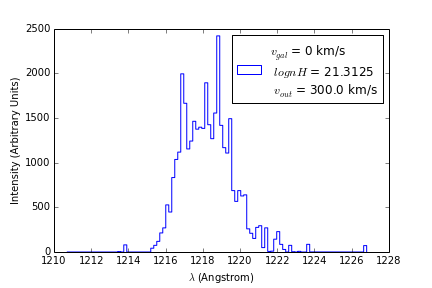 2500
2000
1500
1000
500
0
Intensity (Arbitrary Units)
v_gal = 0 km/s
lognH = 21.3125
v_out = 300.0 km/s
1210 1212 1214 1216 1218 1220 1222 1224 1226 1228
λ (Angstrom)